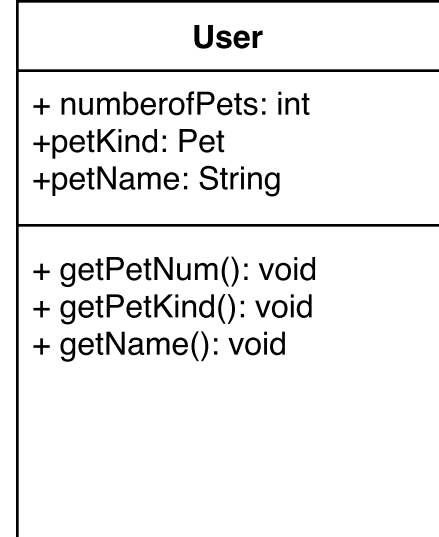 User
+ numberofPets: int
+petKind: Pet
+petName: String
+ getPetNum(): void
+ getPetKind(): void
+ getName(): void